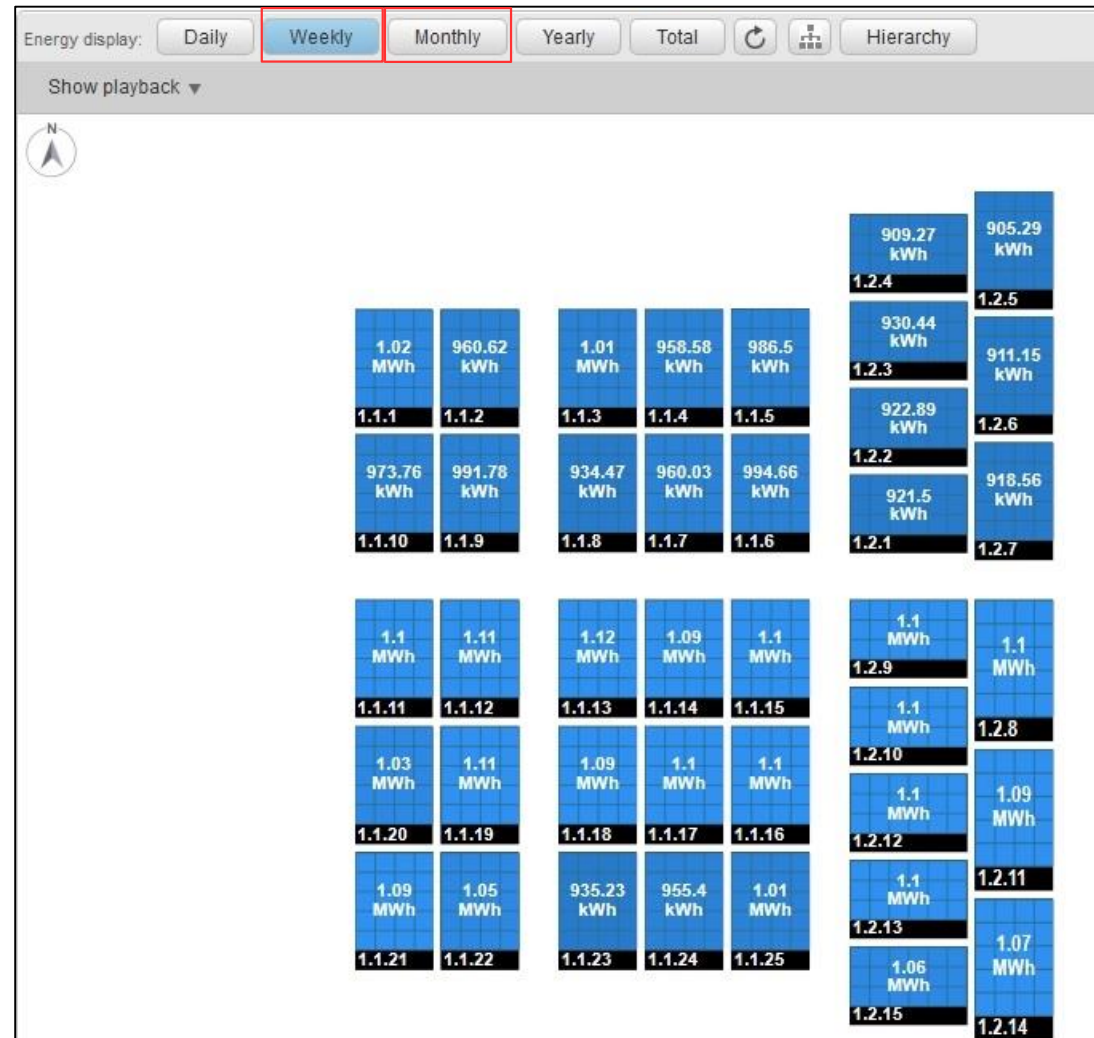 Energy display: Daily Weekly Monthly Yearly Total Hierarchy
Show playback
N
909.27
kWh
1.2.4
905.29
kWh
1.2.5
930.44
kWh
1.2.3
911.15
kWh
1.2.6
922.89
kWh
1.2.2
921.5
kWh
1.2.1
918.56
kWh
1.2.7
1.02
MWh
1.1.1
960.62
kWh
1.1.2
1.01
MWh
1.1.3
958.58
kWh
1.1.4
986.5
kWh
1.1.5
973.76
kWh
1.1.10
991.78
kWh
1.1.9
934.47
kWh
1.1.8
960.03
kWh
1.1.7
994.66
kWh
1.1.6
1.1
MWh
1.1.11
1.11
MWh
1.1.12
1.12
MWh
1.1.13
1.09
MWh
1.1.14
1.1
MWh
1.1.15
1.1
MWh
1.2.9
1.1
MWh
1.2.8
1.1
MWh
1.2.10
1.03
MWh
1.1.20
1.11
MWh
1.1.19
1.09
MWh
1.1.18
1.1
MWh
1.1.17
1.1
MWh
1.1.16
1.1
MWh
1.2.12
1.09
MWh
1.2.11
1.09
MWh
1.1.21
1.05
MWh
1.1.22
935.23
kWh
1.1.23
955.4
kWh
1.1.24
1.01
MWh
1.1.25
1.1
MWh
1.2.13
1.06
MWh
1.2.15
1.07
MWh
1.2.14